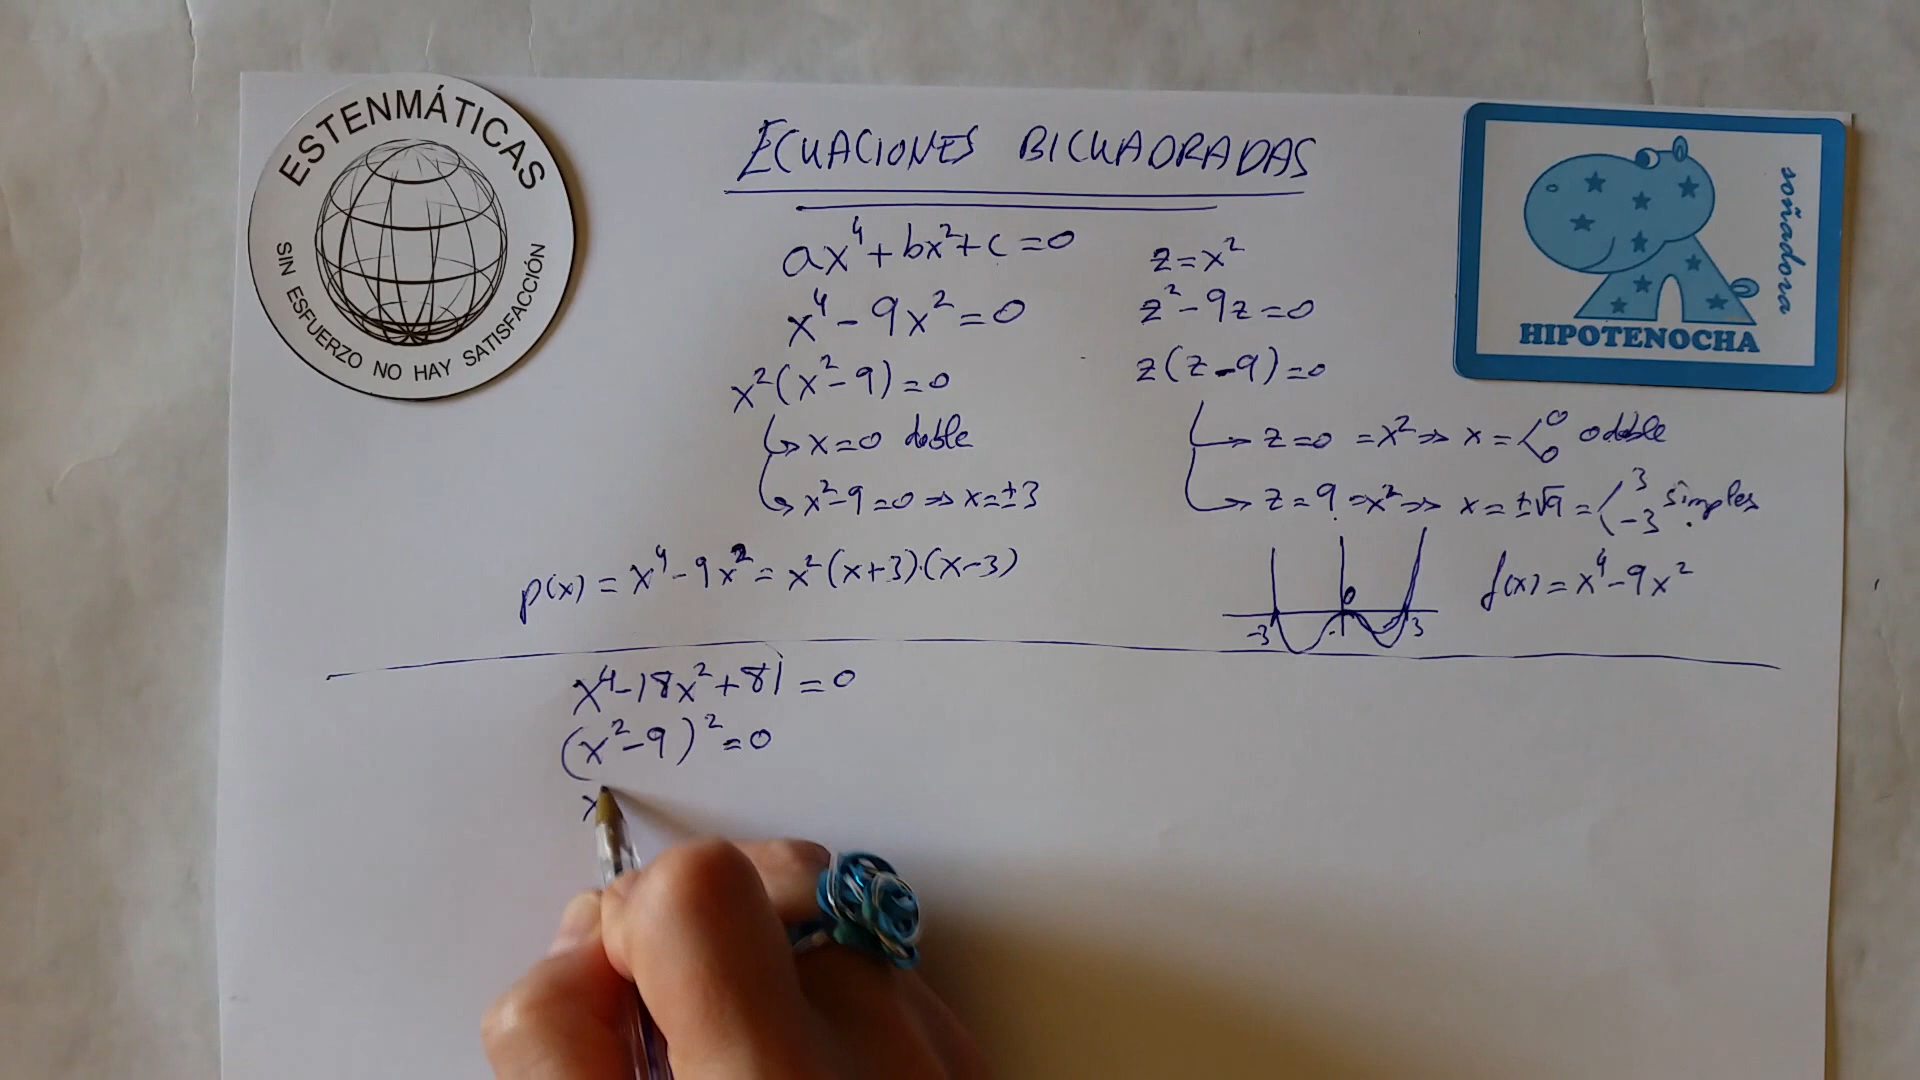 ESTENMÁTICAS
SIN ESFUERZO NO HAY SATISFACCIÓN
ECUACIONES BICUADRADAS
soñadora
HIPOTENOCHA
ax⁴+bx²+c=0
x⁴-9x²=0
x²(x²-9)=0
x=0 doble
x²-9=0⇒x=±3
z=x²
z²-9z=0
z(z-9)=0
z=0 =x²⇒ x=<0 0 0 doble
z=9=x²⇒ x=±√9=<3 -3 simples
p(x)=x⁴-9x²=x²(x+3)·(x-3)
-3 0 3
f(x)=x⁴-9x²
x⁴-18x²+81=0
(x²-9)²=0
x